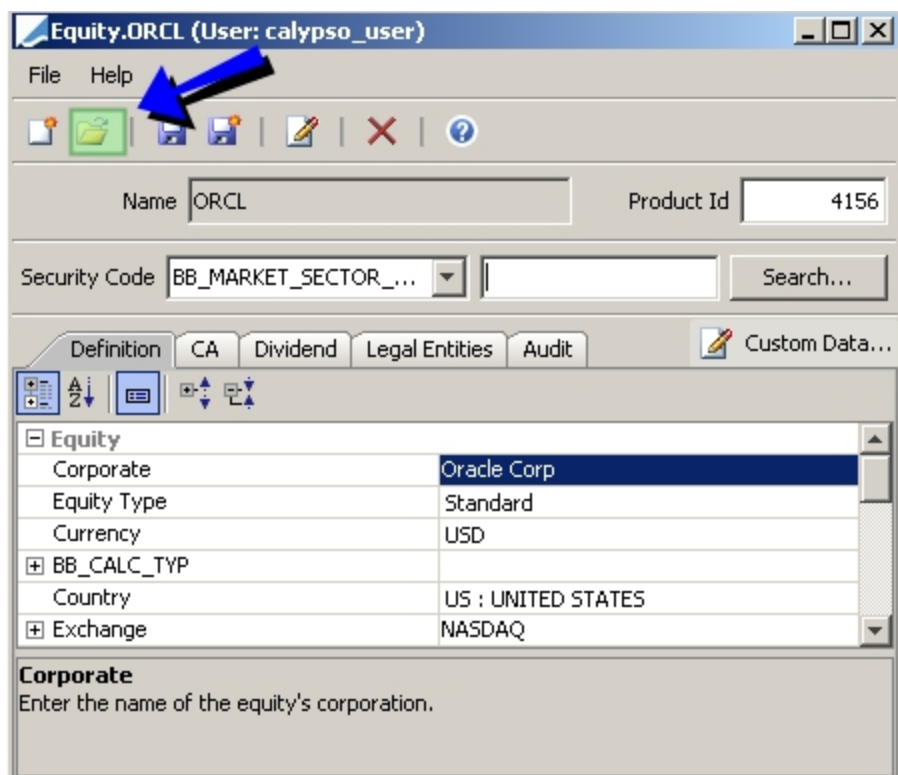 Equity.ORCL (User: calypso_user)
File Help
Name ORCL Product Id 4156
Security Code BB_MARKET_SECTOR_... Search...
Definition CA Dividend Legal Entities Audit Custom Data...
Equity
Corporate Oracle Corp
Equity Type Standard
Currency USD
BB_CALC_TYP
Country US : UNITED STATES
Exchange NASDAQ
Corporate
Enter the name of the equity's corporation.